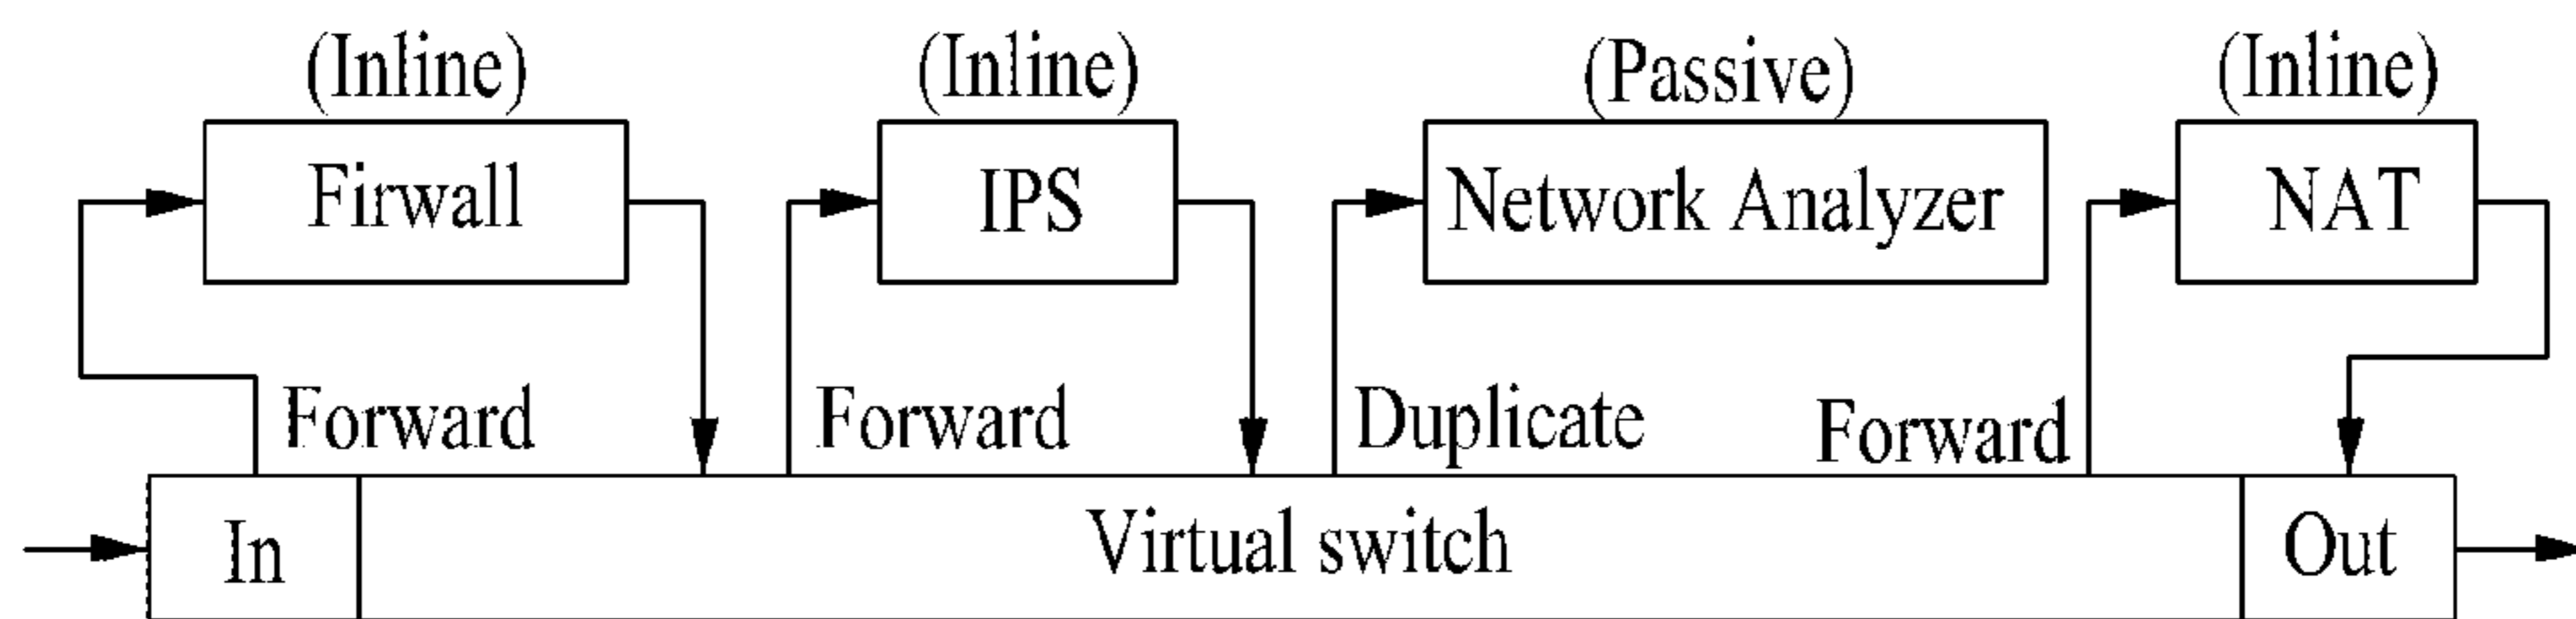 (Inline) (Inline) (Passive) (Inline)
Firwall IPS Network Analyzer NAT
Forward Forward Duplicate Forward
In Virtual switch Out